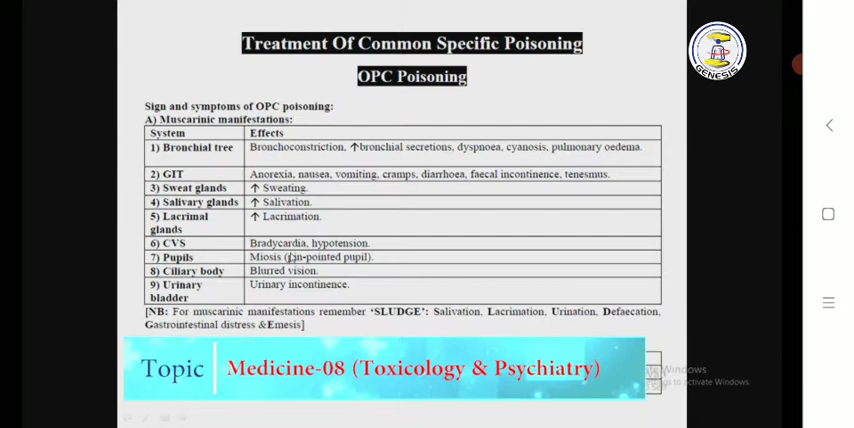 Treatment Of Common Specific Poisoning
OPC Poisoning
GENESIS
Sign and symptoms of OPC poisoning:
A) Muscarinic manifestations:
System Effects
1) Bronchial tree Bronchoconstriction, ↑bronchial secretions, dyspnoea, cyanosis, pulmonary oedema.
2) GIT Anorexia, nausea, vomiting, cramps, diarrhoea, faecal incontinence, tenesmus.
3) Sweat glands ↑ Sweating.
4) Salivary glands ↑ Salivation.
5) Lacrimal ↑ Lacrimation.
glands
6) CVS Bradycardia, hypotension.
7) Pupils Miosis (pin-pointed pupil).
8) Ciliary body Blurred vision.
9) Urinary Urinary incontinence.
bladder
[NB: For muscarinic manifestations remember ‘SLUDGE’: Salivation, Lacrimation, Urination, Defaecation,
Gastrointestinal distress &Emesis]
Topic Medicine-08 (Toxicology & Psychiatry)
Windows
to activate Windows.